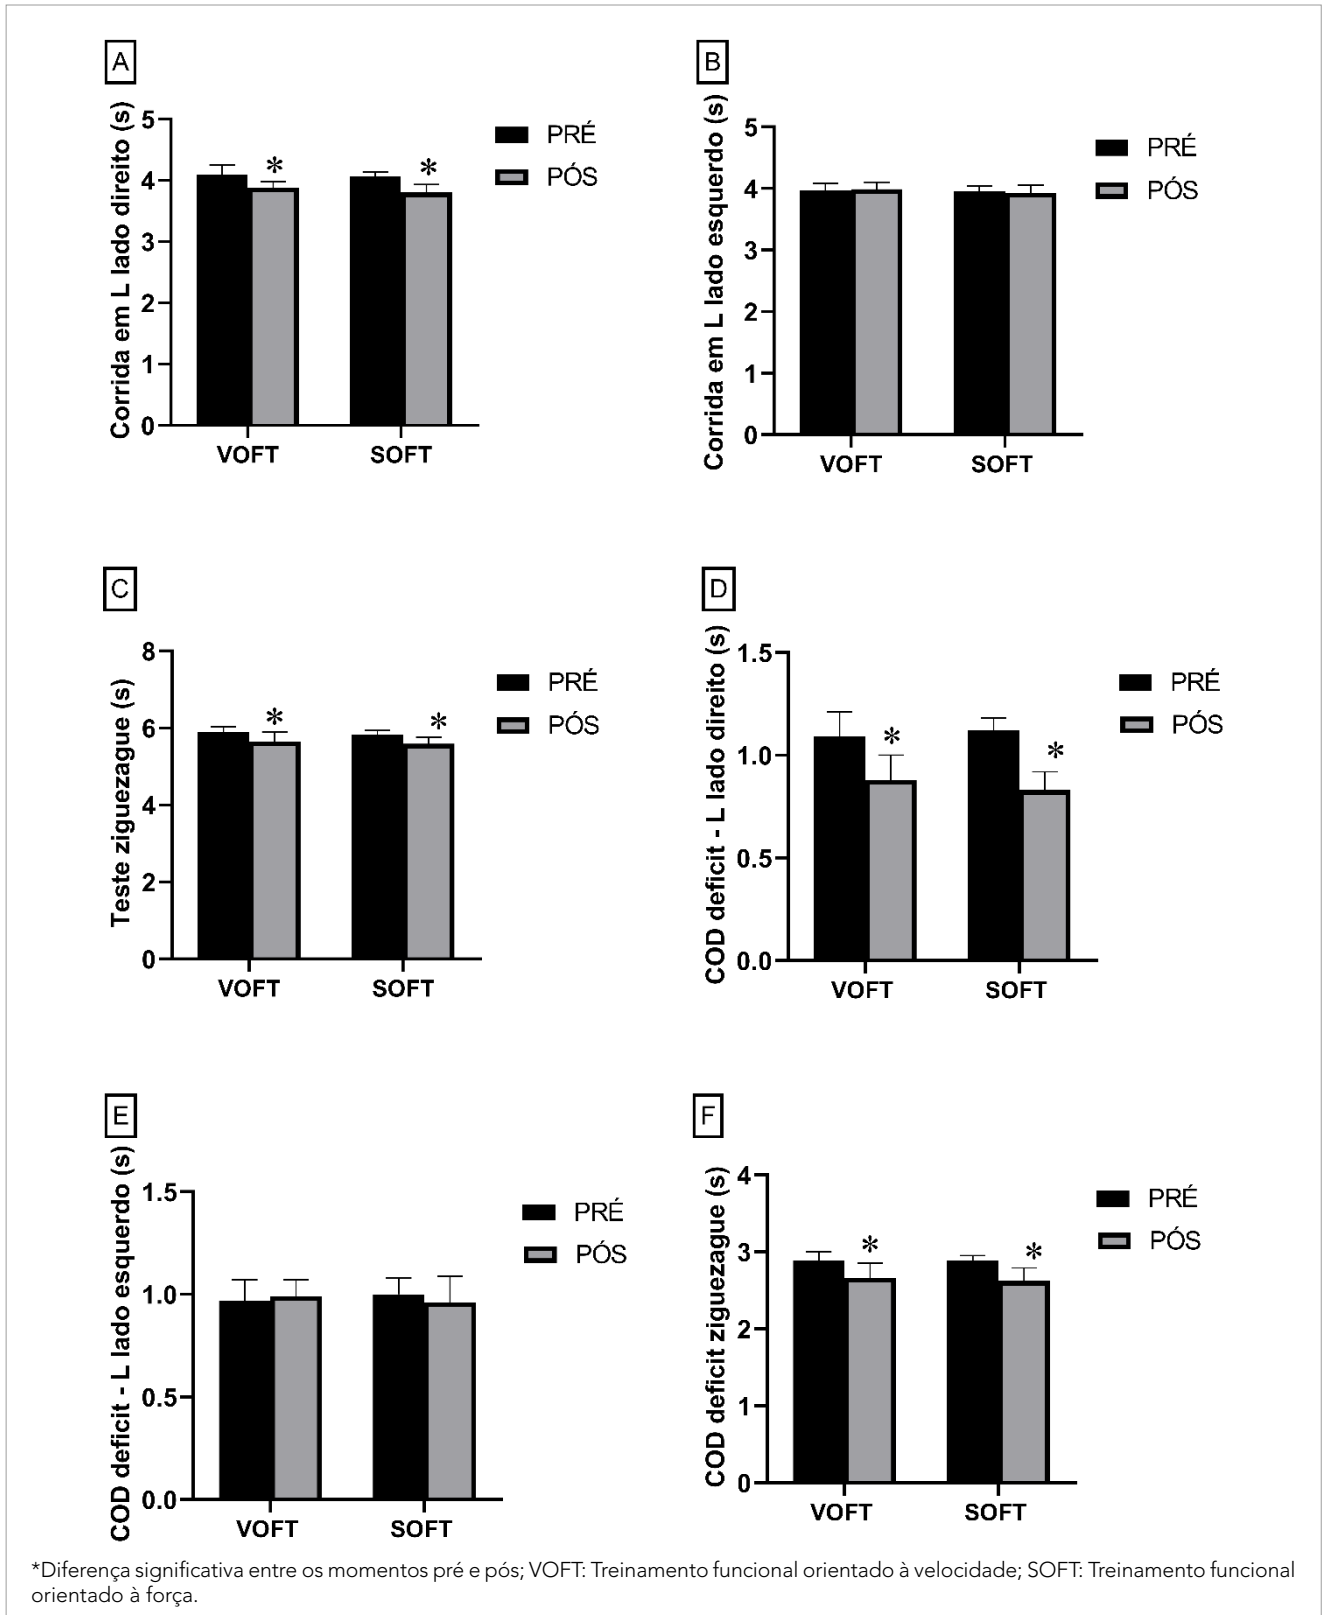 A
Corrida em L lado direito (s)
5
4
3
2
1
0
* *
VOFT SOFT
PRÉ
PÓS
B
Corrida em L lado esquerdo (s)
5
4
3
2
1
0
VOFT SOFT
PRÉ
PÓS
C
Teste ziguezague (s)
8
6
4
2
0
* *
VOFT SOFT
PRÉ
PÓS
D
COD deficit - L lado direito (s)
1.5
1.0
0.5
0.0
* *
VOFT SOFT
PRÉ
PÓS
E
COD deficit - L lado esquerdo (s)
1.5
1.0
0.5
0.0
VOFT SOFT
PRÉ
PÓS
F
COD deficit ziguezague (s)
4
3
2
1
0
* *
VOFT SOFT
PRÉ
PÓS
*Diferença significativa entre os momentos pré e pós; VOFT: Treinamento funcional orientado à velocidade; SOFT: Treinamento funcional
orientado à força.